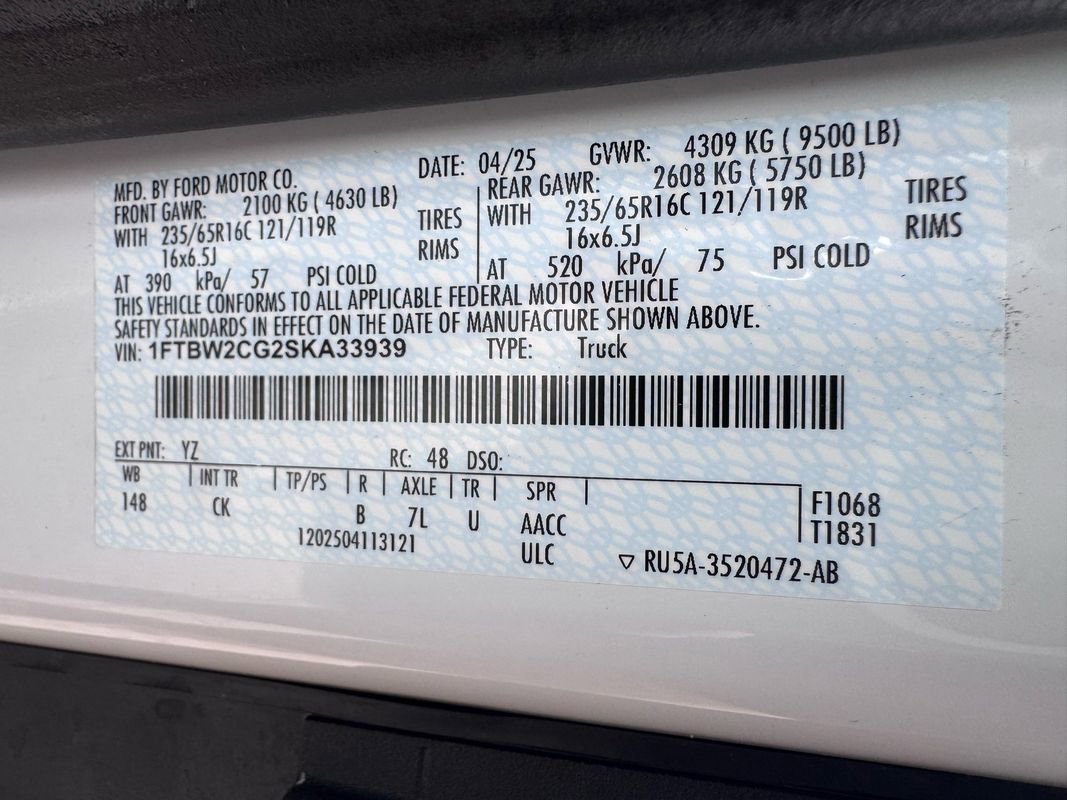 MFD. BY FORD MOTOR CO. DATE: 04/25 GVWR: 4309 KG ( 9500 LB)
FRONT GAWR: 2100 KG ( 4630 LB) REAR GAWR: 2608 KG ( 5750 LB)
WITH 235/65R16C 121/119R TIRES WITH 235/65R16C 121/119R TIRES
16x6.5J RIMS 16x6.5J RIMS
AT 390 kPa/ 57 PSI COLD AT 520 kPa/ 75 PSI COLD
THIS VEHICLE CONFORMS TO ALL APPLICABLE FEDERAL MOTOR VEHICLE
SAFETY STANDARDS IN EFFECT ON THE DATE OF MANUFACTURE SHOWN ABOVE.
VIN: 1FTBW2CG2SKA33939 TYPE: Truck
EXT PNT: YZ RC: 48 DSO:
WB INT TR TP/PS R AXLE TR SPR
148 CK B 7L U AACC F1068
1202504113121 ULC T1831
▽ RU5A-3520472-AB